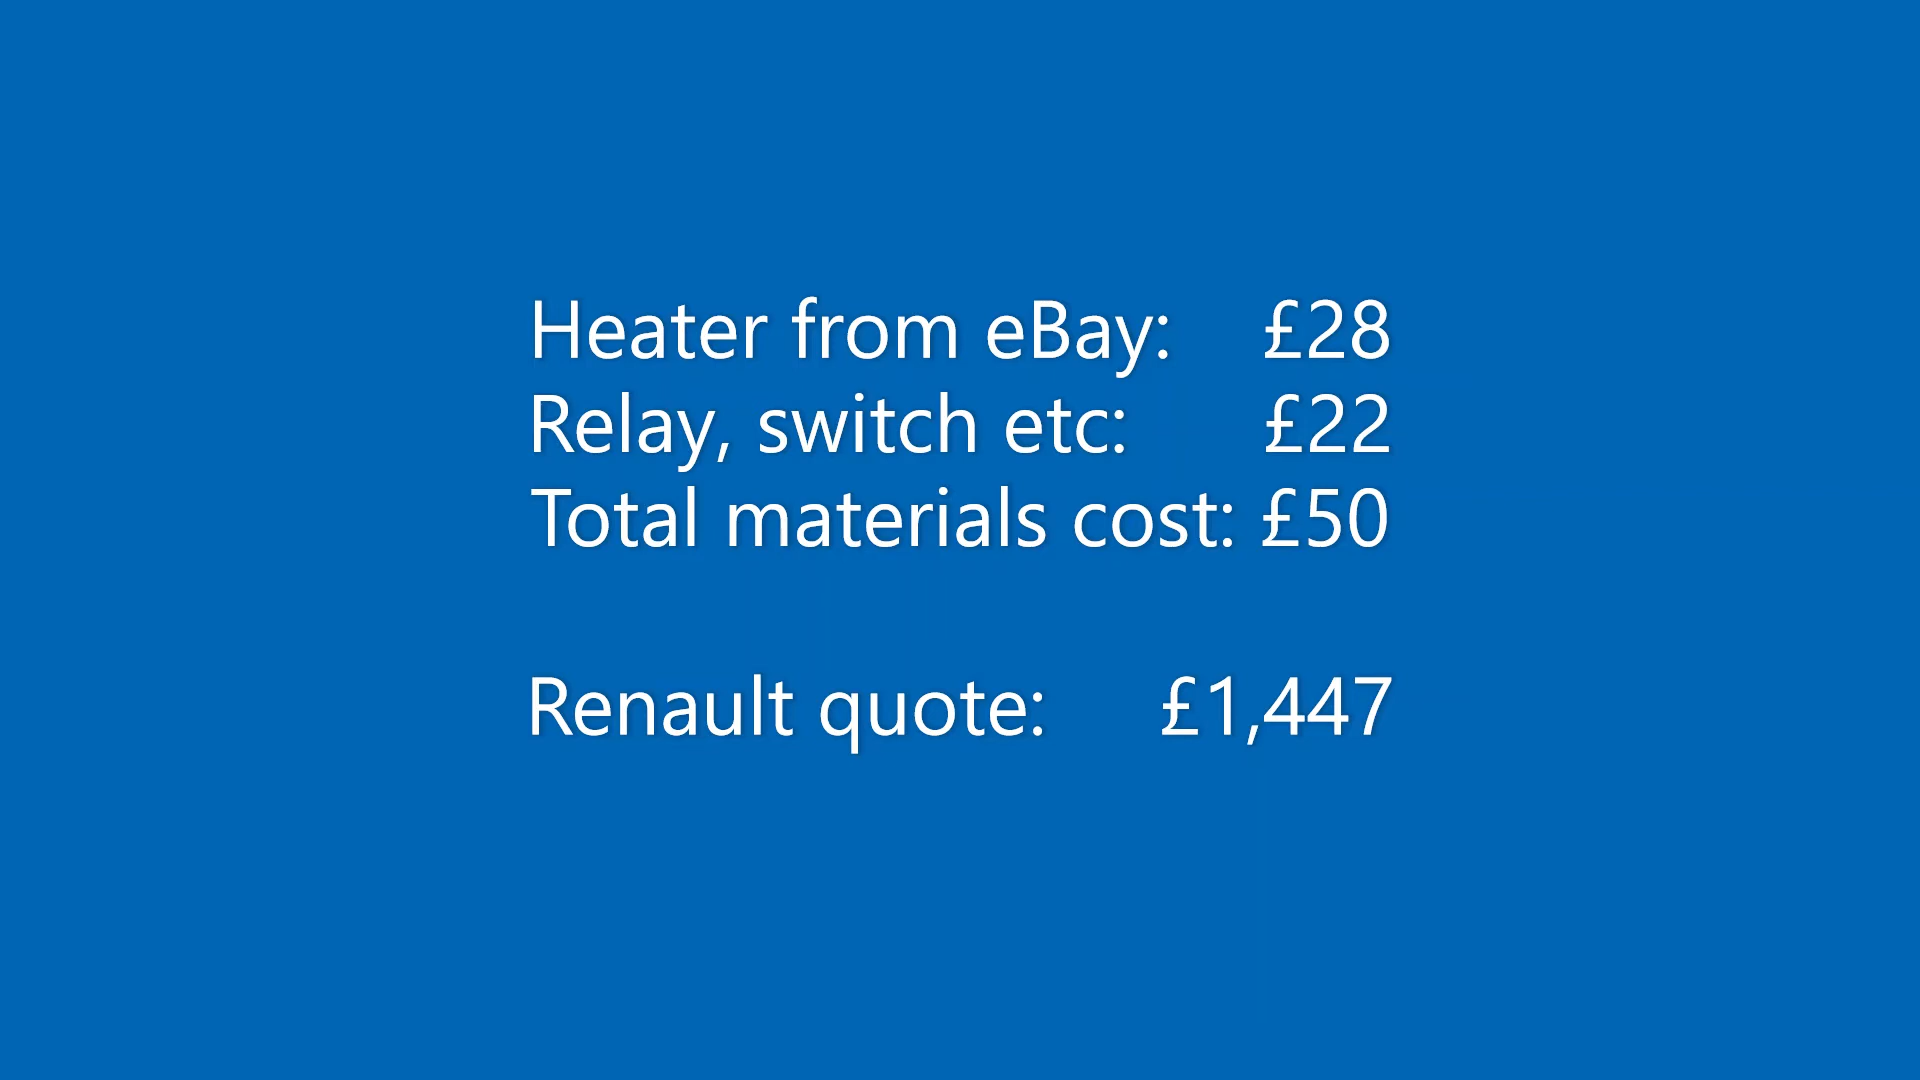 Heater from eBay: £28
Relay, switch etc: £22
Total materials cost: £50
Renault quote: £1,447